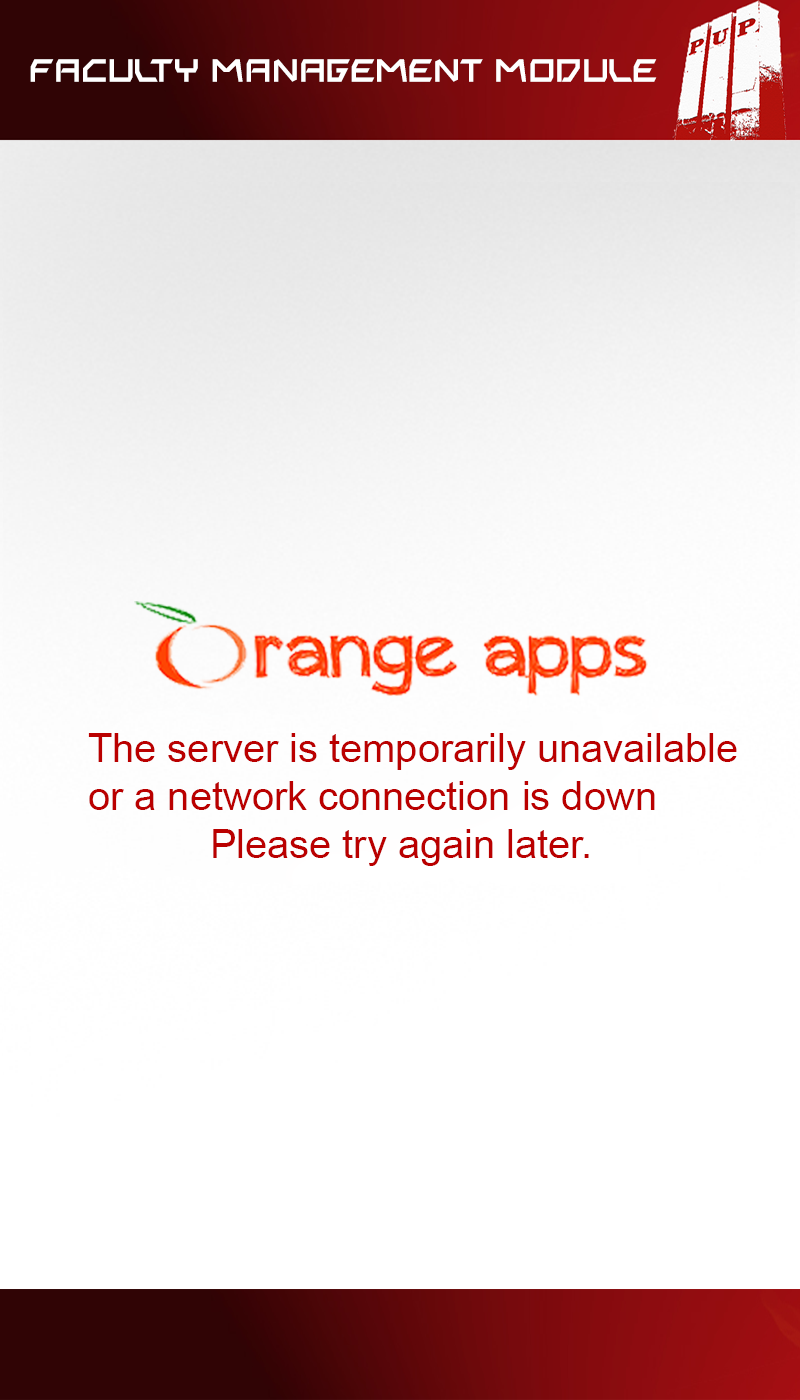 FACULTY MANAGEMENT MODULE
PUP
Orange apps
The server is temporarily unavailable
or a network connection is down
Please try again later.